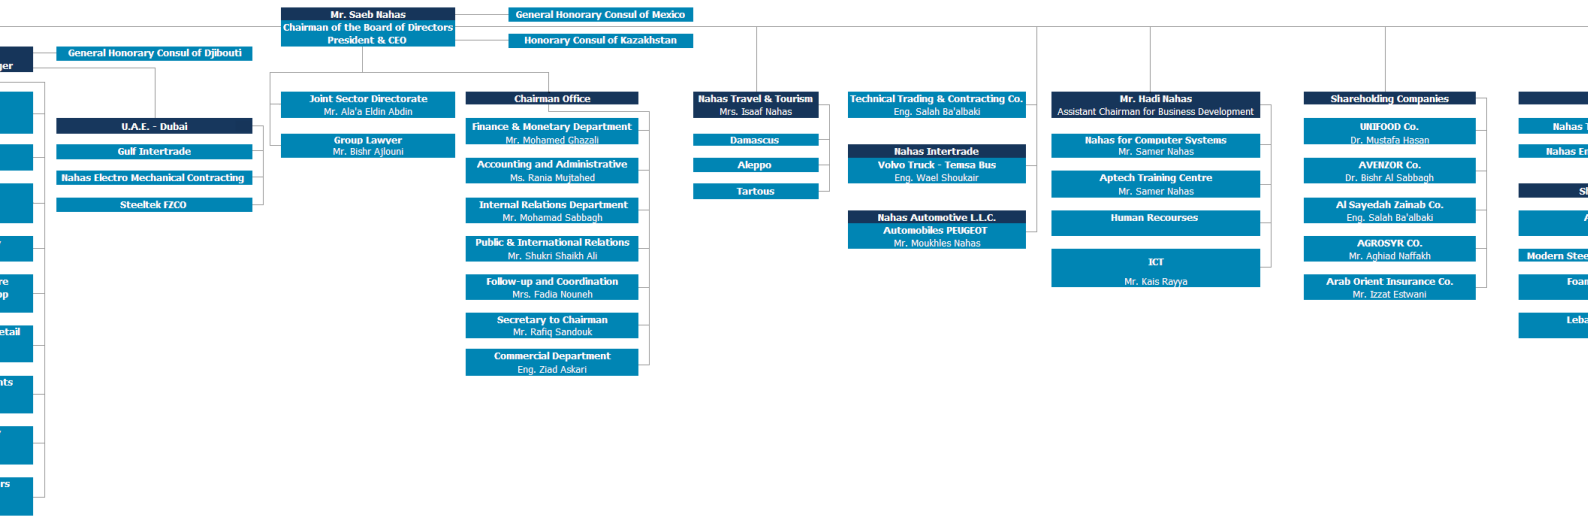 Mr. Saeb Nahas
Chairman of the Board of Directors
President & CEO
General Honorary Consul of Mexico
Honorary Consul of Kazakhstan
General Honorary Consul of Djibouti
U.A.E. - Dubai
Gulf Intertrade
Nahas Electro Mechanical Contracting
Steeltek FZCO
Joint Sector Directorate
Mr. Ala'a Eldin Abdin
Group Lawyer
Mr. Bishr Ajlouni
Chairman Office
Finance & Monetary Department
Mr. Mohamed Ghazali
Accounting and Administrative
Ms. Rania Mujtahed
Internal Relations Department
Mr. Mohamad Sabbagh
Public & International Relations
Mr. Shukri Shaikh Ali
Follow-up and Coordination
Mrs. Fadia Nouneh
Secretary to Chairman
Mr. Rafiq Sandouk
Commercial Department
Eng. Ziad Askari
Nahas Travel & Tourism
Mrs. Isaaf Nahas
Damascus
Aleppo
Tartous
Technical Trading & Contracting Co.
Eng. Salah Ba'albaki
Nahas Intertrade
Volvo Truck - Temsa Bus
Eng. Wael Shoukair
Nahas Automotive L.L.C.
Automobiles PEUGEOT
Mr. Moukhles Nahas
Mr. Hadi Nahas
Assistant Chairman for Business Development
Nahas for Computer Systems
Mr. Samer Nahas
Aptech Training Centre
Mr. Samer Nahas
Human Recourses
ICT
Mr. Kais Rayya
Shareholding Companies
UNIFOOD Co.
Dr. Mustafa Hasan
AVENZOR Co.
Dr. Bishr Al Sabbagh
Al Sayedah Zainab Co.
Eng. Salah Ba'albaki
AGROSYR CO.
Mr. Aghiad Naffakh
Arab Orient Insurance Co.
Mr. Izzat Estwani
Nahas
Nahas
Modern